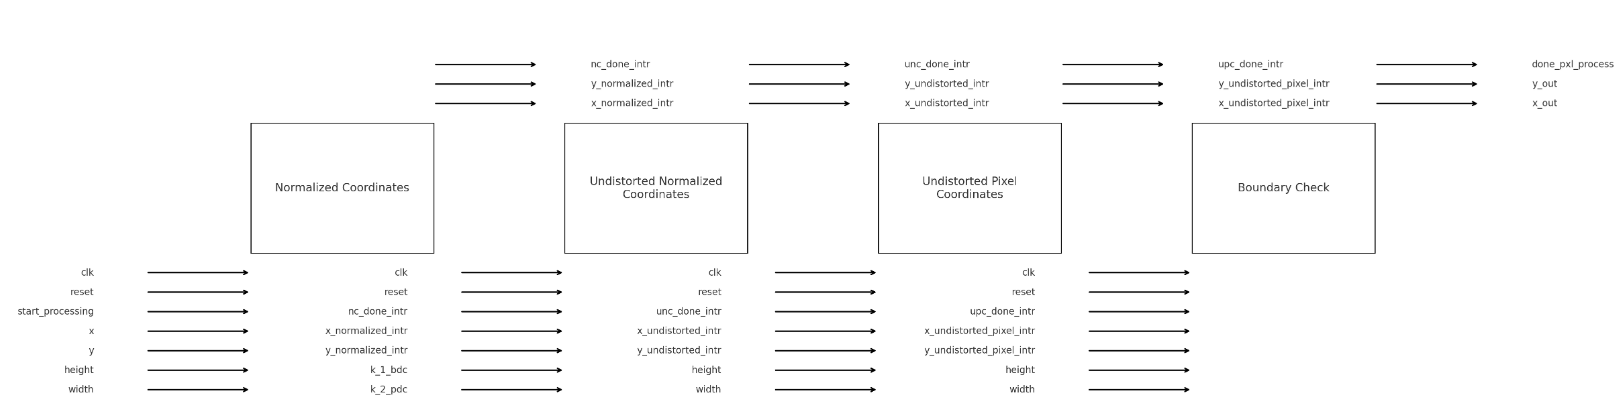 nc_done_intr
y_normalized_intr
x_normalized_intr
unc_done_intr
y_undistorted_intr
x_undistorted_intr
upc_done_intr
y_undistorted_pixel_intr
x_undistorted_pixel_intr
done_pxl_process
y_out
x_out
Normalized Coordinates
Undistorted Normalized
Coordinates
Undistorted Pixel
Coordinates
Boundary Check
clk
reset
start_processing
x
y
height
width
clk
reset
nc_done_intr
x_normalized_intr
y_normalized_intr
k_1_bdc
k_2_pdc
clk
reset
unc_done_intr
x_undistorted_intr
y_undistorted_intr
height
width
clk
reset
upc_done_intr
x_undistorted_pixel_intr
y_undistorted_pixel_intr
height
width